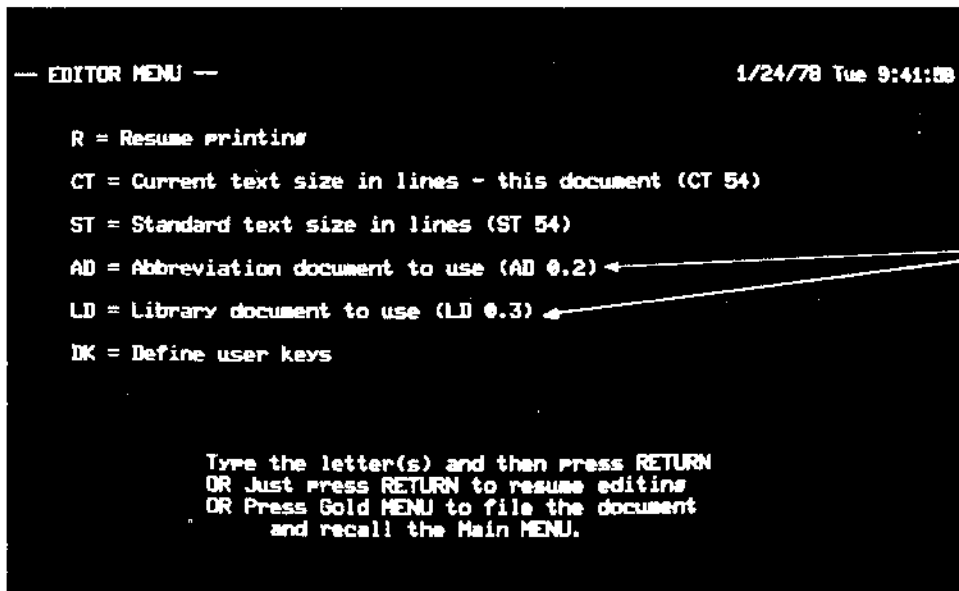 — EDITOR MENU — 1/24/78 Tue 9:41:58
R = Resume printing
CT = Current text size in lines - this document (CT 54)
ST = Standard text size in lines (ST 54)
AD = Abbreviation document to use (AD 0.2)
LD = Library document to use (LD 0.3)
DK = Define user keys
Type the letter(s) and then press RETURN
OR Just press RETURN to resume editing
OR Press Gold MENU to file the document
and recall the Main MENU.